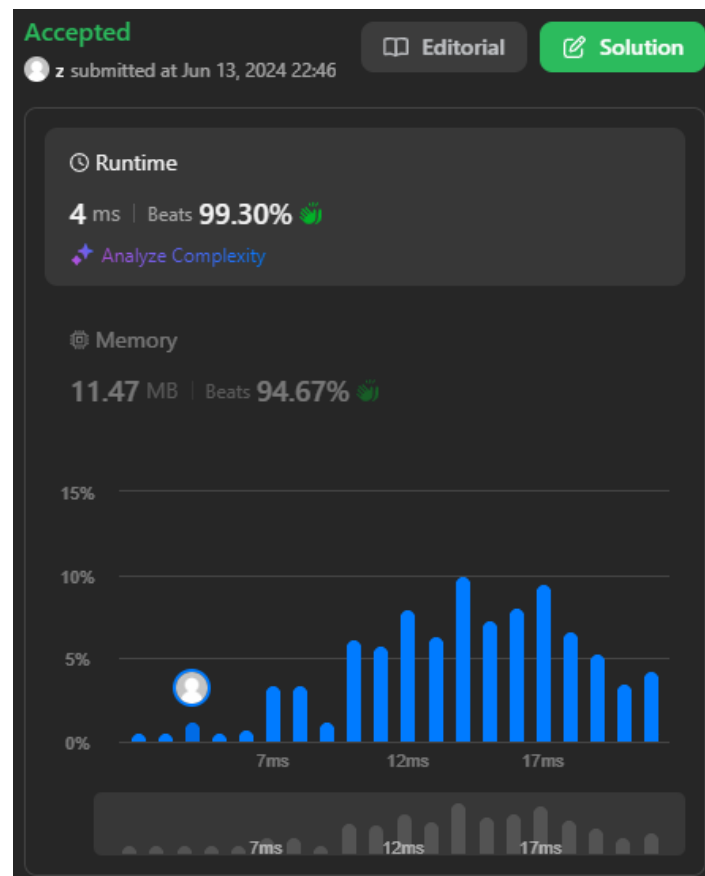 Accepted
Editorial
Solution
z submitted at Jun 13, 2024 22:46
Runtime
4 ms | Beats 99.30%
Analyze Complexity
Memory
11.47 MB | Beats 94.67%
15%
10%
5%
0%
7ms 12ms 17ms
7ms 12ms 17ms